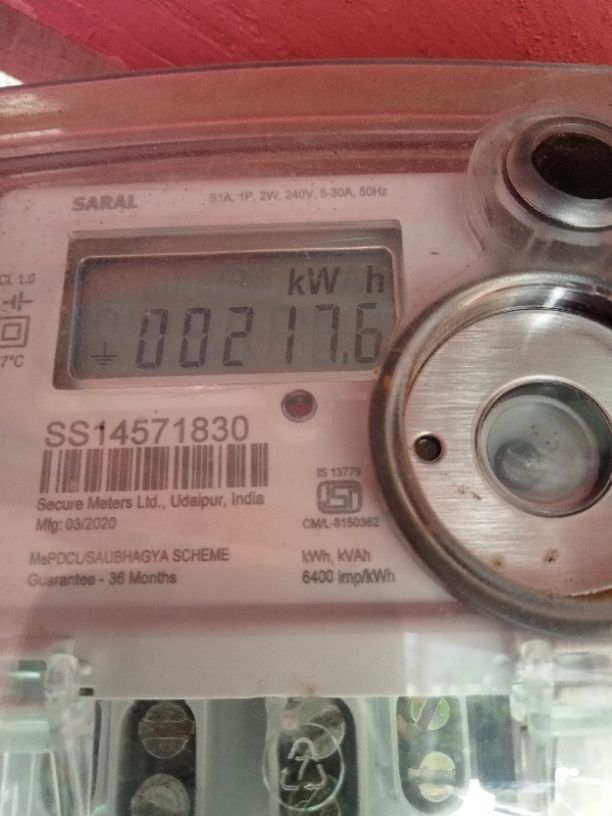 SARAL
S1A, 1P, 2W, 240V, 5-30A, 50Hz
Cl. 1.0
kW h
00217.6
7°C
SS14571830
Secure Meters Ltd., Udaipur, India
Mfg: 03/2020
IS 13779
CM/L-8150362
MePDCL/SAUBHAGYA SCHEME
Guarantee - 36 Months
kWh, kVAh
6400 imp/kWh
7